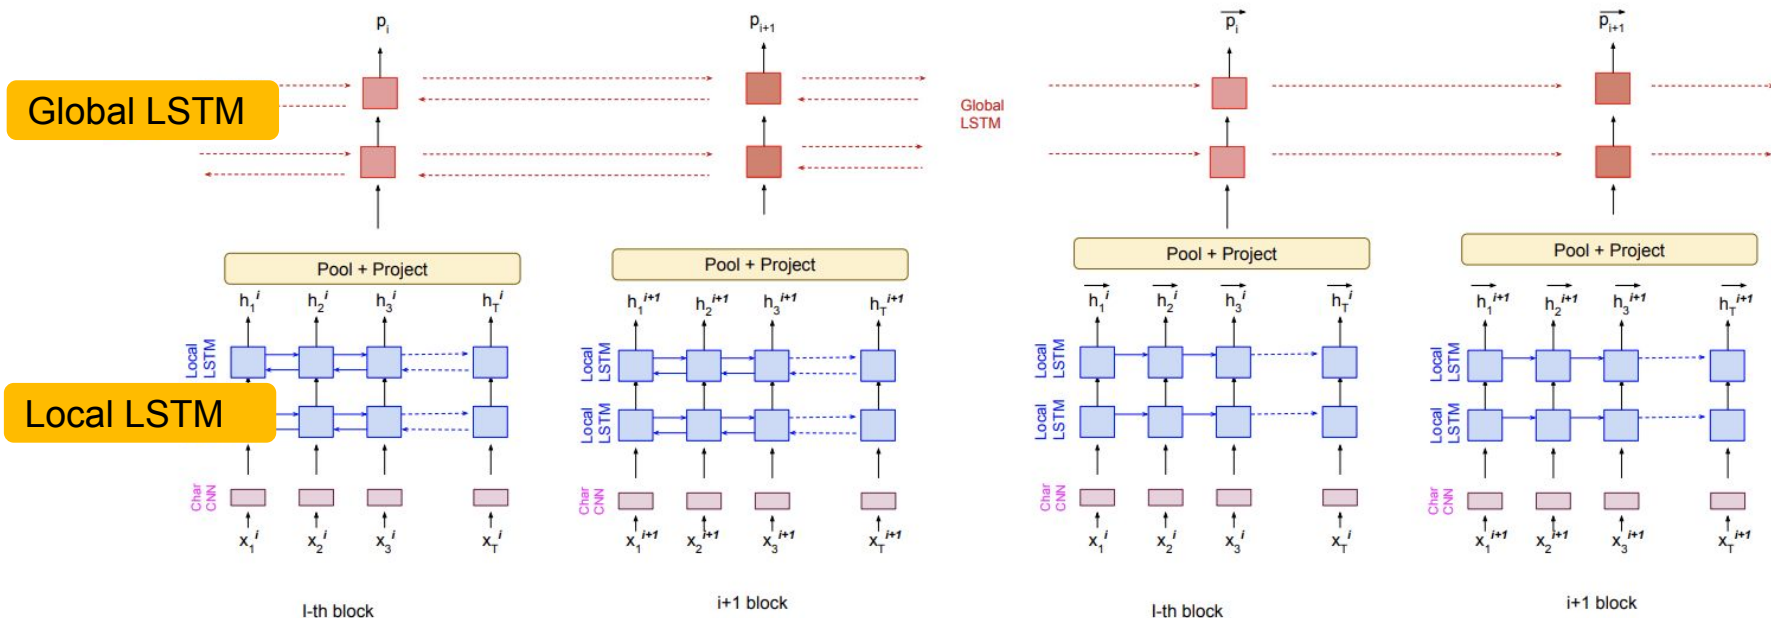 p_i p_{i+1} p_i p_{i+1}
Global LSTM
Global
LSTM
Pool + Project Pool + Project Pool + Project Pool + Project
h_1^i h_2^i h_3^i h_T^i h_1^{i+1} h_2^{i+1} h_3^{i+1} h_T^{i+1} h_1^i h_2^i h_3^i h_T^i h_1^{i+1} h_2^{i+1} h_3^{i+1} h_T^{i+1}
Local LSTM Local LSTM Local LSTM Local LSTM
Local LSTM
Local LSTM Local LSTM Local LSTM
Char CNN Char CNN Char CNN Char CNN
x_1^i x_2^i x_3^i x_T^i x_1^{i+1} x_2^{i+1} x_3^{i+1} x_T^{i+1} x_1^i x_2^i x_3^i x_T^i x_1^{i+1} x_2^{i+1} x_3^{i+1} x_T^{i+1}
I-th block i+1 block I-th block i+1 block